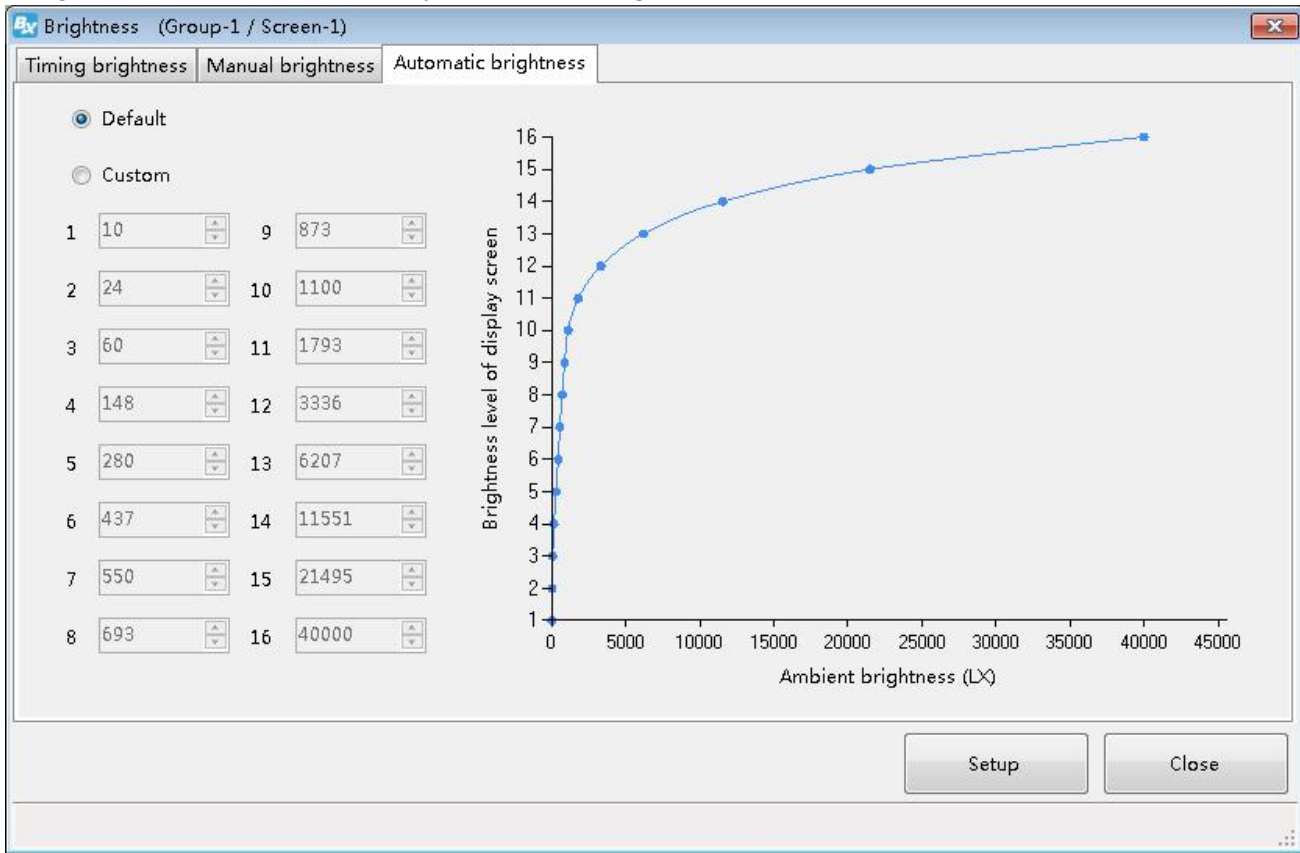 BX Brightness (Group-1 / Screen-1)
Timing brightness Manual brightness Automatic brightness
Default
Custom
1 10 9 873
2 24 10 1100
3 60 11 1793
4 148 12 3336
5 280 13 6207
6 437 14 11551
7 550 15 21495
8 693 16 40000
Brightness level of display screen
16
15
14
13
12
11
10
9
8
7
6
5
4
3
2
1
0 5000 10000 15000 20000 25000 30000 35000 40000 45000
Ambient brightness (LX)
Setup Close